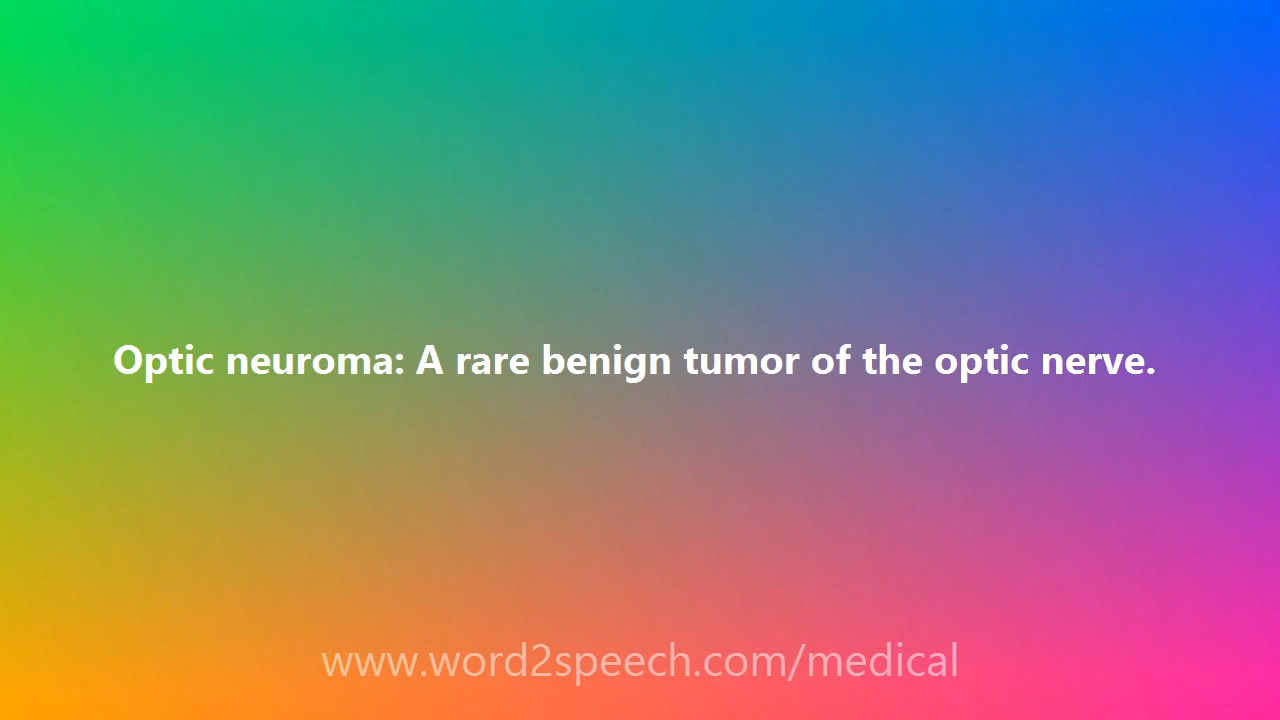 Optic neuroma: A rare benign tumor of the optic nerve.
www.word2speech.com/medical